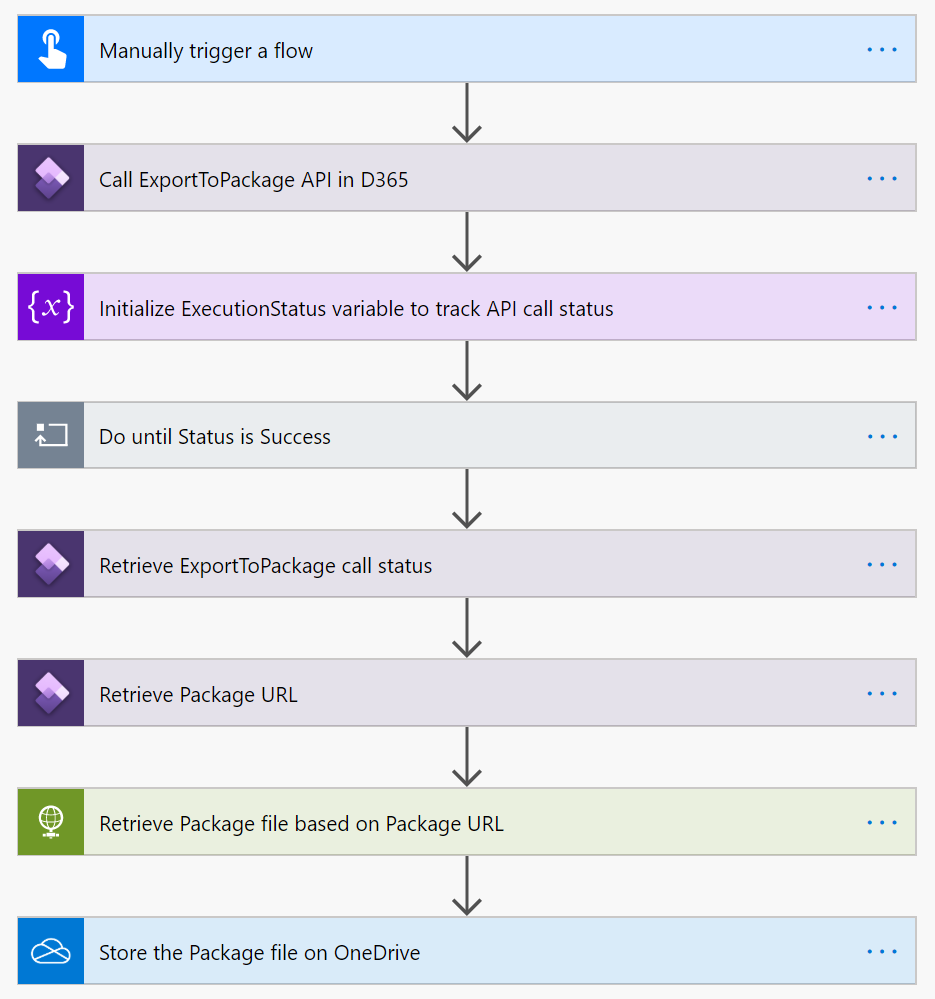 Manually trigger a flow
Call ExportToPackage API in D365
{x} Initialize ExecutionStatus variable to track API call status
Do until Status is Success
Retrieve ExportToPackage call status
Retrieve Package URL
Retrieve Package file based on Package URL
Store the Package file on OneDrive